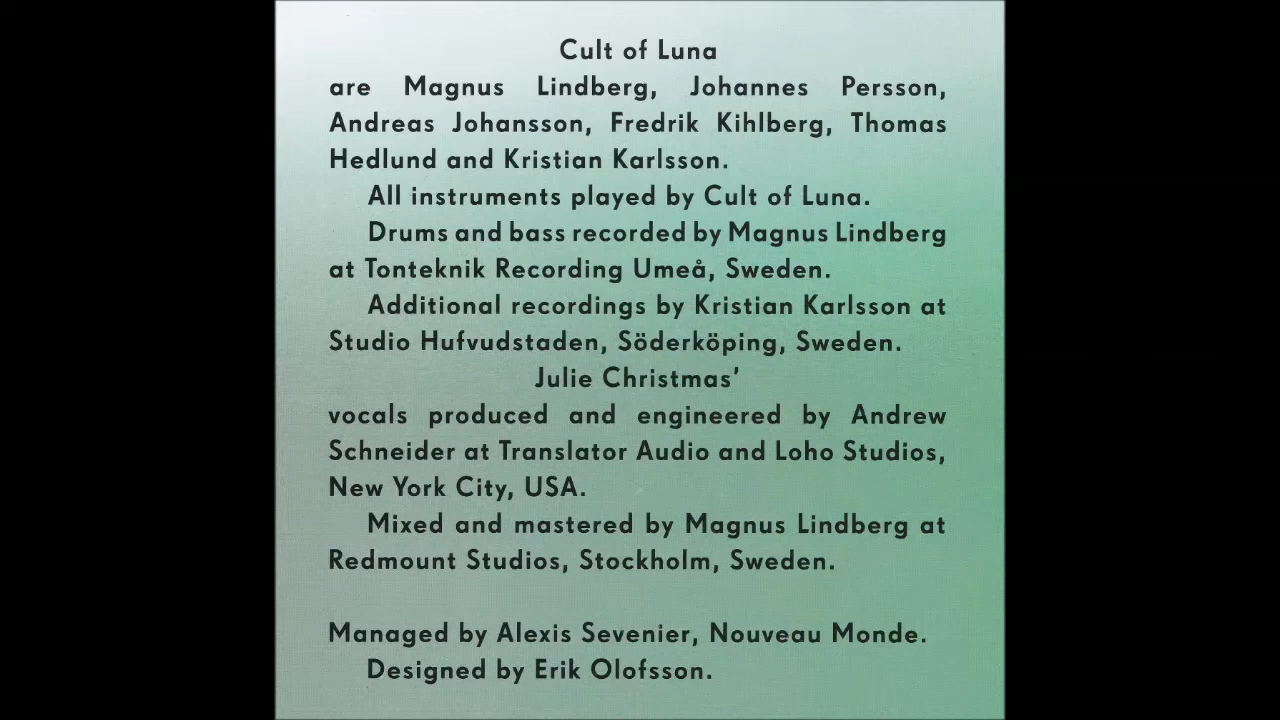 Cult of Luna
are Magnus Lindberg, Johannes Persson,
Andreas Johansson, Fredrik Kihlberg, Thomas
Hedlund and Kristian Karlsson.
All instruments played by Cult of Luna.
Drums and bass recorded by Magnus Lindberg
at Tonteknik Recording Umeå, Sweden.
Additional recordings by Kristian Karlsson at
Studio Hufvudstaden, Söderköping, Sweden.
Julie Christmas’
vocals produced and engineered by Andrew
Schneider at Translator Audio and Loho Studios,
New York City, USA.
Mixed and mastered by Magnus Lindberg at
Redmount Studios, Stockholm, Sweden.
Managed by Alexis Sevenier, Nouveau Monde.
Designed by Erik Olofsson.